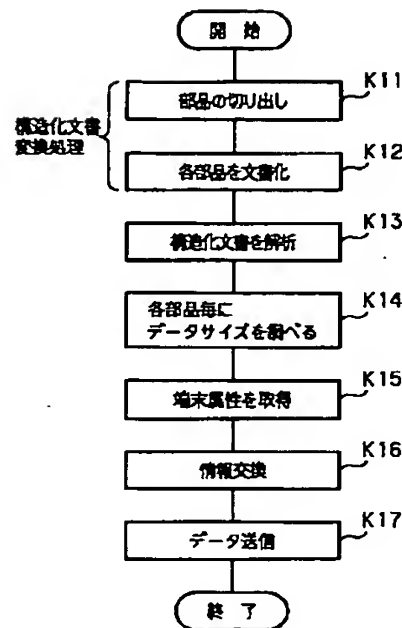 開 始
K11
部品の切り出し
構造化文書
変換処理
K12
各部品を文書化
K13
構造化文書を解析
K14
各部品毎に
データサイズを調べる
K15
端末属性を取得
K16
情報交換
K17
データ送信
終 了